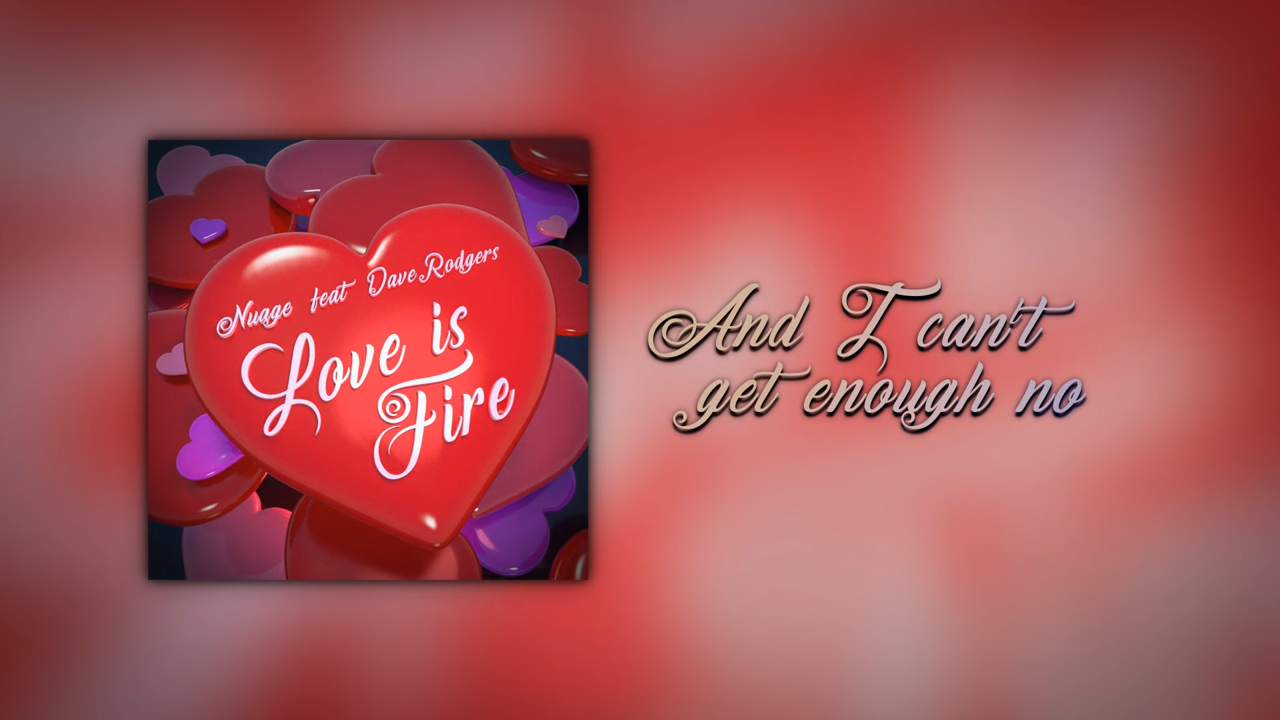 Nuage feat Dave Rodgers
Love is
Fire
And I can't
get enough no